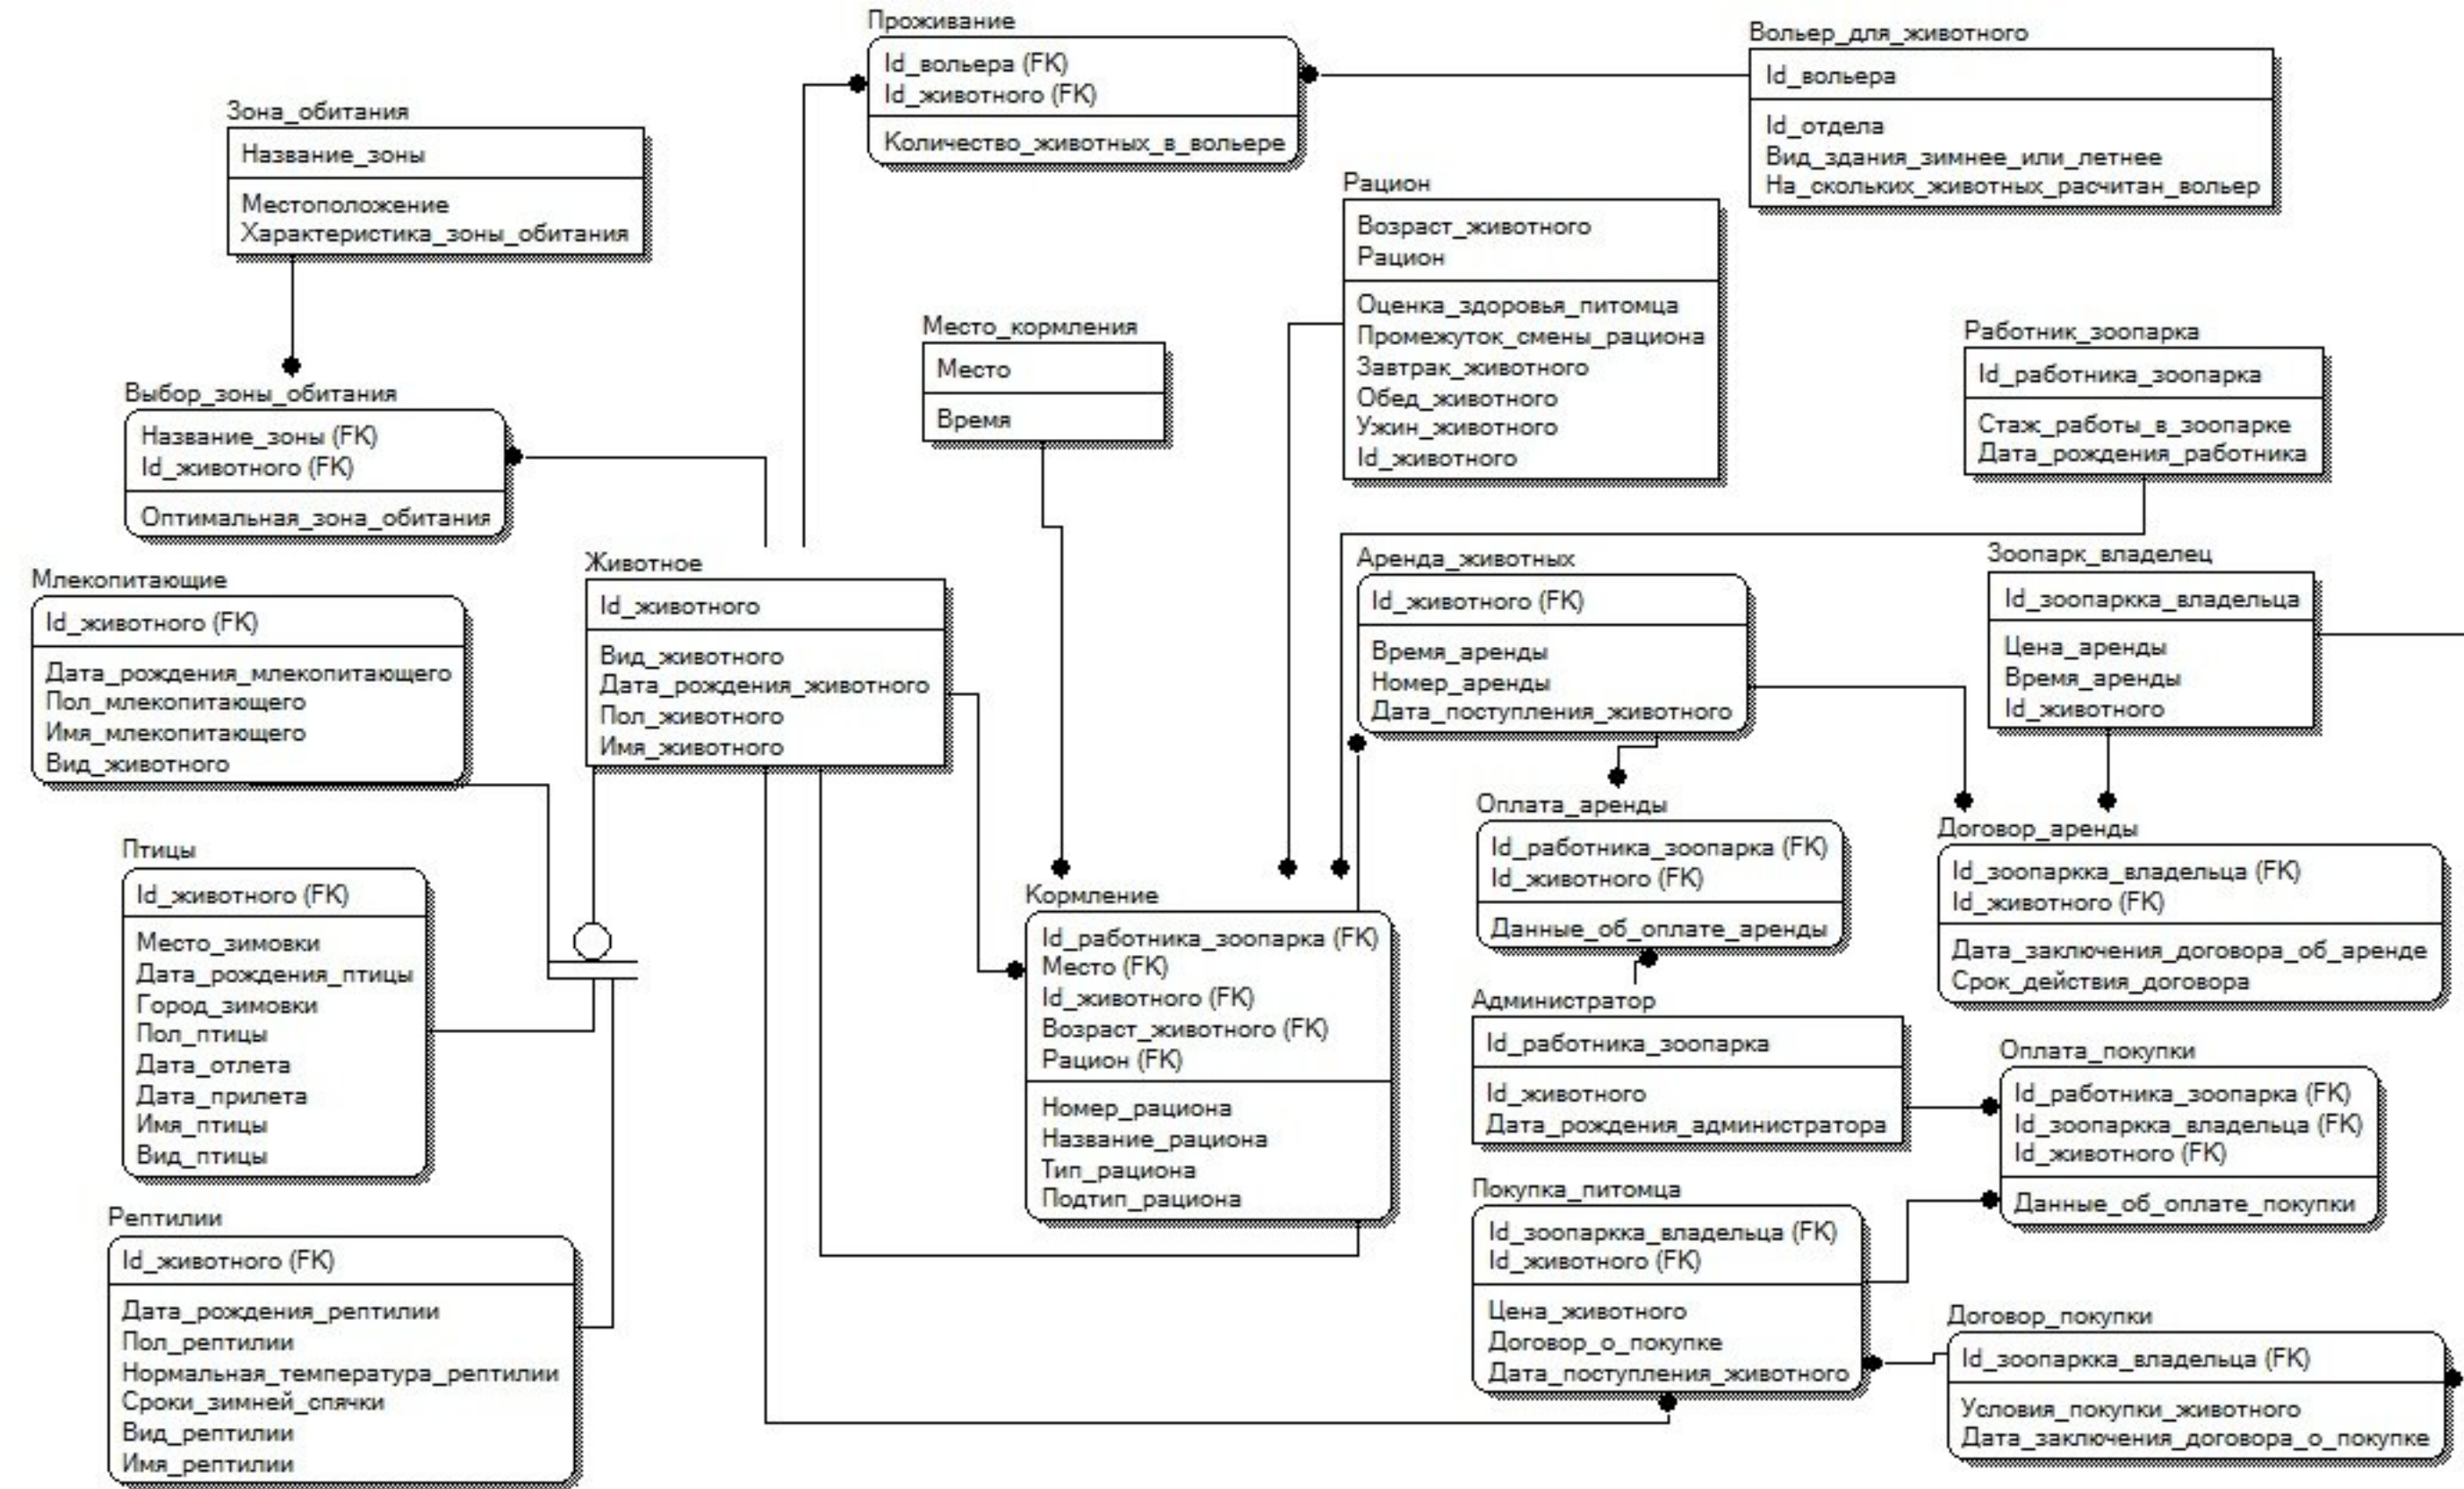 Проживание
Id_вольера (FK)
Id_животного (FK)
Количество_животных_в_вольере
Вольер_для_животного
Id_вольера
Id_отдела
Вид_здания_зимнее_или_летнее
На_скольких_животных_расчитан_вольер
Зона_обитания
Название_зоны
Местоположение
Характеристика_зоны_обитания
Рацион
Возраст_животного
Рацион
Оценка_здоровья_питомца
Промежуток_смены_рациона
Завтрак_животного
Обед_животного
Ужин_животного
Id_животного
Место_кормления
Место
Время
Работник_зоопарка
Id_работника_зоопарка
Стаж_работы_в_зоопарке
Дата_рождения_работника
Выбор_зоны_обитания
Название_зоны (FK)
Id_животного (FK)
Оптимальная_зона_обитания
Млекопитающие
Id_животного (FK)
Дата_рождения_млекопитающего
Пол_млекопитающего
Имя_млекопитающего
Вид_животного
Животное
Id_животного
Вид_животного
Дата_рождения_животного
Пол_животного
Имя_животного
Аренда_животных
Id_животного (FK)
Время_аренды
Номер_аренды
Дата_поступления_животного
Зоопарк_владелец
Id_зоопаркка_владельца
Цена_аренды
Время_аренды
Id_животного
Оплата_аренды
Id_работника_зоопарка (FK)
Id_животного (FK)
Данные_об_оплате_аренды
Договор_аренды
Id_зоопаркка_владельца (FK)
Id_животного (FK)
Дата_заключения_договора_об_аренде
Срок_действия_договора
Птицы
Id_животного (FK)
Место_зимовки
Дата_рождения_птицы
Город_зимовки
Пол_птицы
Дата_отлета
Дата_прилета
Имя_птицы
Вид_птицы
Кормление
Id_работника_зоопарка (FK)
Место (FK)
Id_животного (FK)
Возраст_животного (FK)
Рацион (FK)
Номер_рациона
Название_рациона
Тип_рациона
Подтип_рациона
Администратор
Id_работника_зоопарка
Id_животного
Дата_рождения_администратора
Оплата_покупки
Id_работника_зоопарка (FK)
Id_зоопаркка_владельца (FK)
Id_животного (FK)
Данные_об_оплате_покупки
Покупка_питомца
Id_зоопаркка_владельца (FK)
Id_животного (FK)
Цена_животного
Договор_о_покупке
Дата_поступления_животного
Рептилии
Id_животного (FK)
Дата_рождения_рептилии
Пол_рептилии
Нормальная_температура_рептилии
Сроки_зимней_спячки
Вид_рептилии
Имя_рептилии
Договор_покупки
Id_зоопаркка_владельца (FK)
Условия_покупки_животного
Дата_заключения_договора_о_покупке